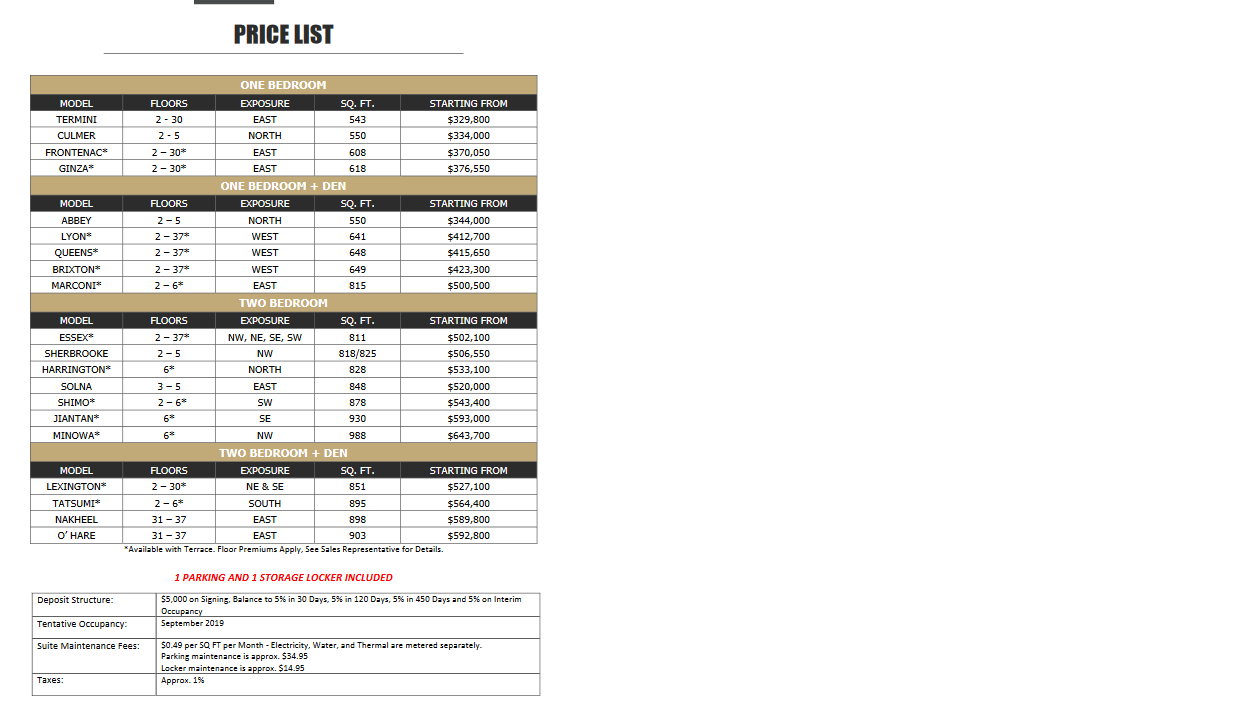 PRICE LIST
ONE BEDROOM
MODEL FLOORS EXPOSURE SQ. FT. STARTING FROM
TERMINI 2 - 30 EAST 543 $329,800
CULMER 2 - 5 NORTH 550 $334,000
FRONTENAC* 2 – 30* EAST 608 $370,050
GINZA* 2 – 30* EAST 618 $376,550
ONE BEDROOM + DEN
MODEL FLOORS EXPOSURE SQ. FT. STARTING FROM
ABBEY 2 – 5 NORTH 550 $344,000
LYON* 2 – 37* WEST 641 $412,700
QUEENS* 2 – 37* WEST 648 $415,650
BRIXTON* 2 – 37* WEST 649 $423,300
MARCONI* 2 – 6* EAST 815 $500,500
TWO BEDROOM
MODEL FLOORS EXPOSURE SQ. FT. STARTING FROM
ESSEX* 2 – 37* NW, NE, SE, SW 811 $502,100
SHERBROOKE 2 – 5 NW 818/825 $506,550
HARRINGTON* 6* NORTH 828 $533,100
SOLNA 3 – 5 EAST 848 $520,000
SHIMO* 2 – 6* SW 878 $543,400
JIANTAN* 6* SE 930 $593,000
MINOWA* 6* NW 988 $643,700
TWO BEDROOM + DEN
MODEL FLOORS EXPOSURE SQ. FT. STARTING FROM
LEXINGTON* 2 – 30* NE & SE 851 $527,100
TATSUMI* 2 – 6* SOUTH 895 $564,400
NAKHEEL 31 – 37 EAST 898 $589,800
O' HARE 31 – 37 EAST 903 $592,800
*Available with Terrace. Floor Premiums Apply, See Sales Representative for Details.
1 PARKING AND 1 STORAGE LOCKER INCLUDED
Deposit Structure: $5,000 on Signing, Balance to 5% in 30 Days, 5% in 120 Days, 5% in 450 Days and 5% on Interim
Occupancy
Tentative Occupancy: September 2019
Suite Maintenance Fees: $0.49 per SQ FT per Month - Electricity, Water, and Thermal are metered separately.
Parking maintenance is approx. $34.95
Locker maintenance is approx. $14.95
Taxes: Approx. 1%